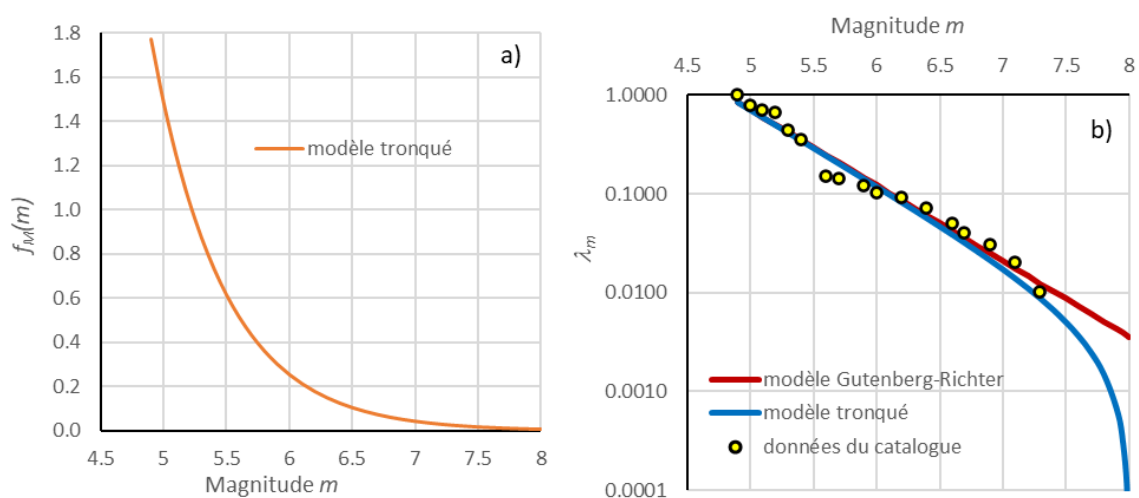 a)
1.8
1.6
1.4
1.2
1.0
0.8
0.6
0.4
0.2
0.0
f_M(m)
modèle tronqué
4.5 5 5.5 6 6.5 7 7.5 8
Magnitude m
Magnitude m
4.5 5 5.5 6 6.5 7 7.5 8
b)
1.0000
0.1000
0.0100
0.0010
0.0001
λ_m
modèle Gutenberg-Richter
modèle tronqué
données du catalogue